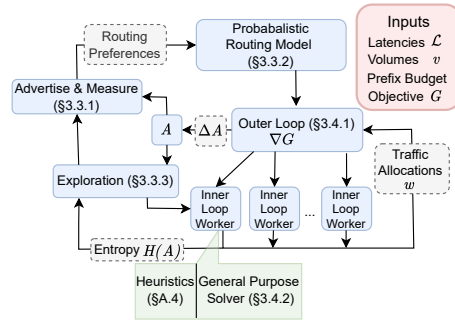 Routing
Preferences
Probabalistic
Routing Model
(§3.3.2)
Inputs
Latencies ℒ
Volumes v
Prefix Budget
Objective G
Advertise & Measure
(§3.3.1)
A
ΔA
Outer Loop (§3.4.1)
∇G
Traffic
Allocations
w
Exploration (§3.3.3)
Inner
Loop
Worker
Inner
Loop
Worker
...
Inner
Loop
Worker
Entropy H(A)
Heuristics
(§A.4)
General Purpose
Solver (§3.4.2)